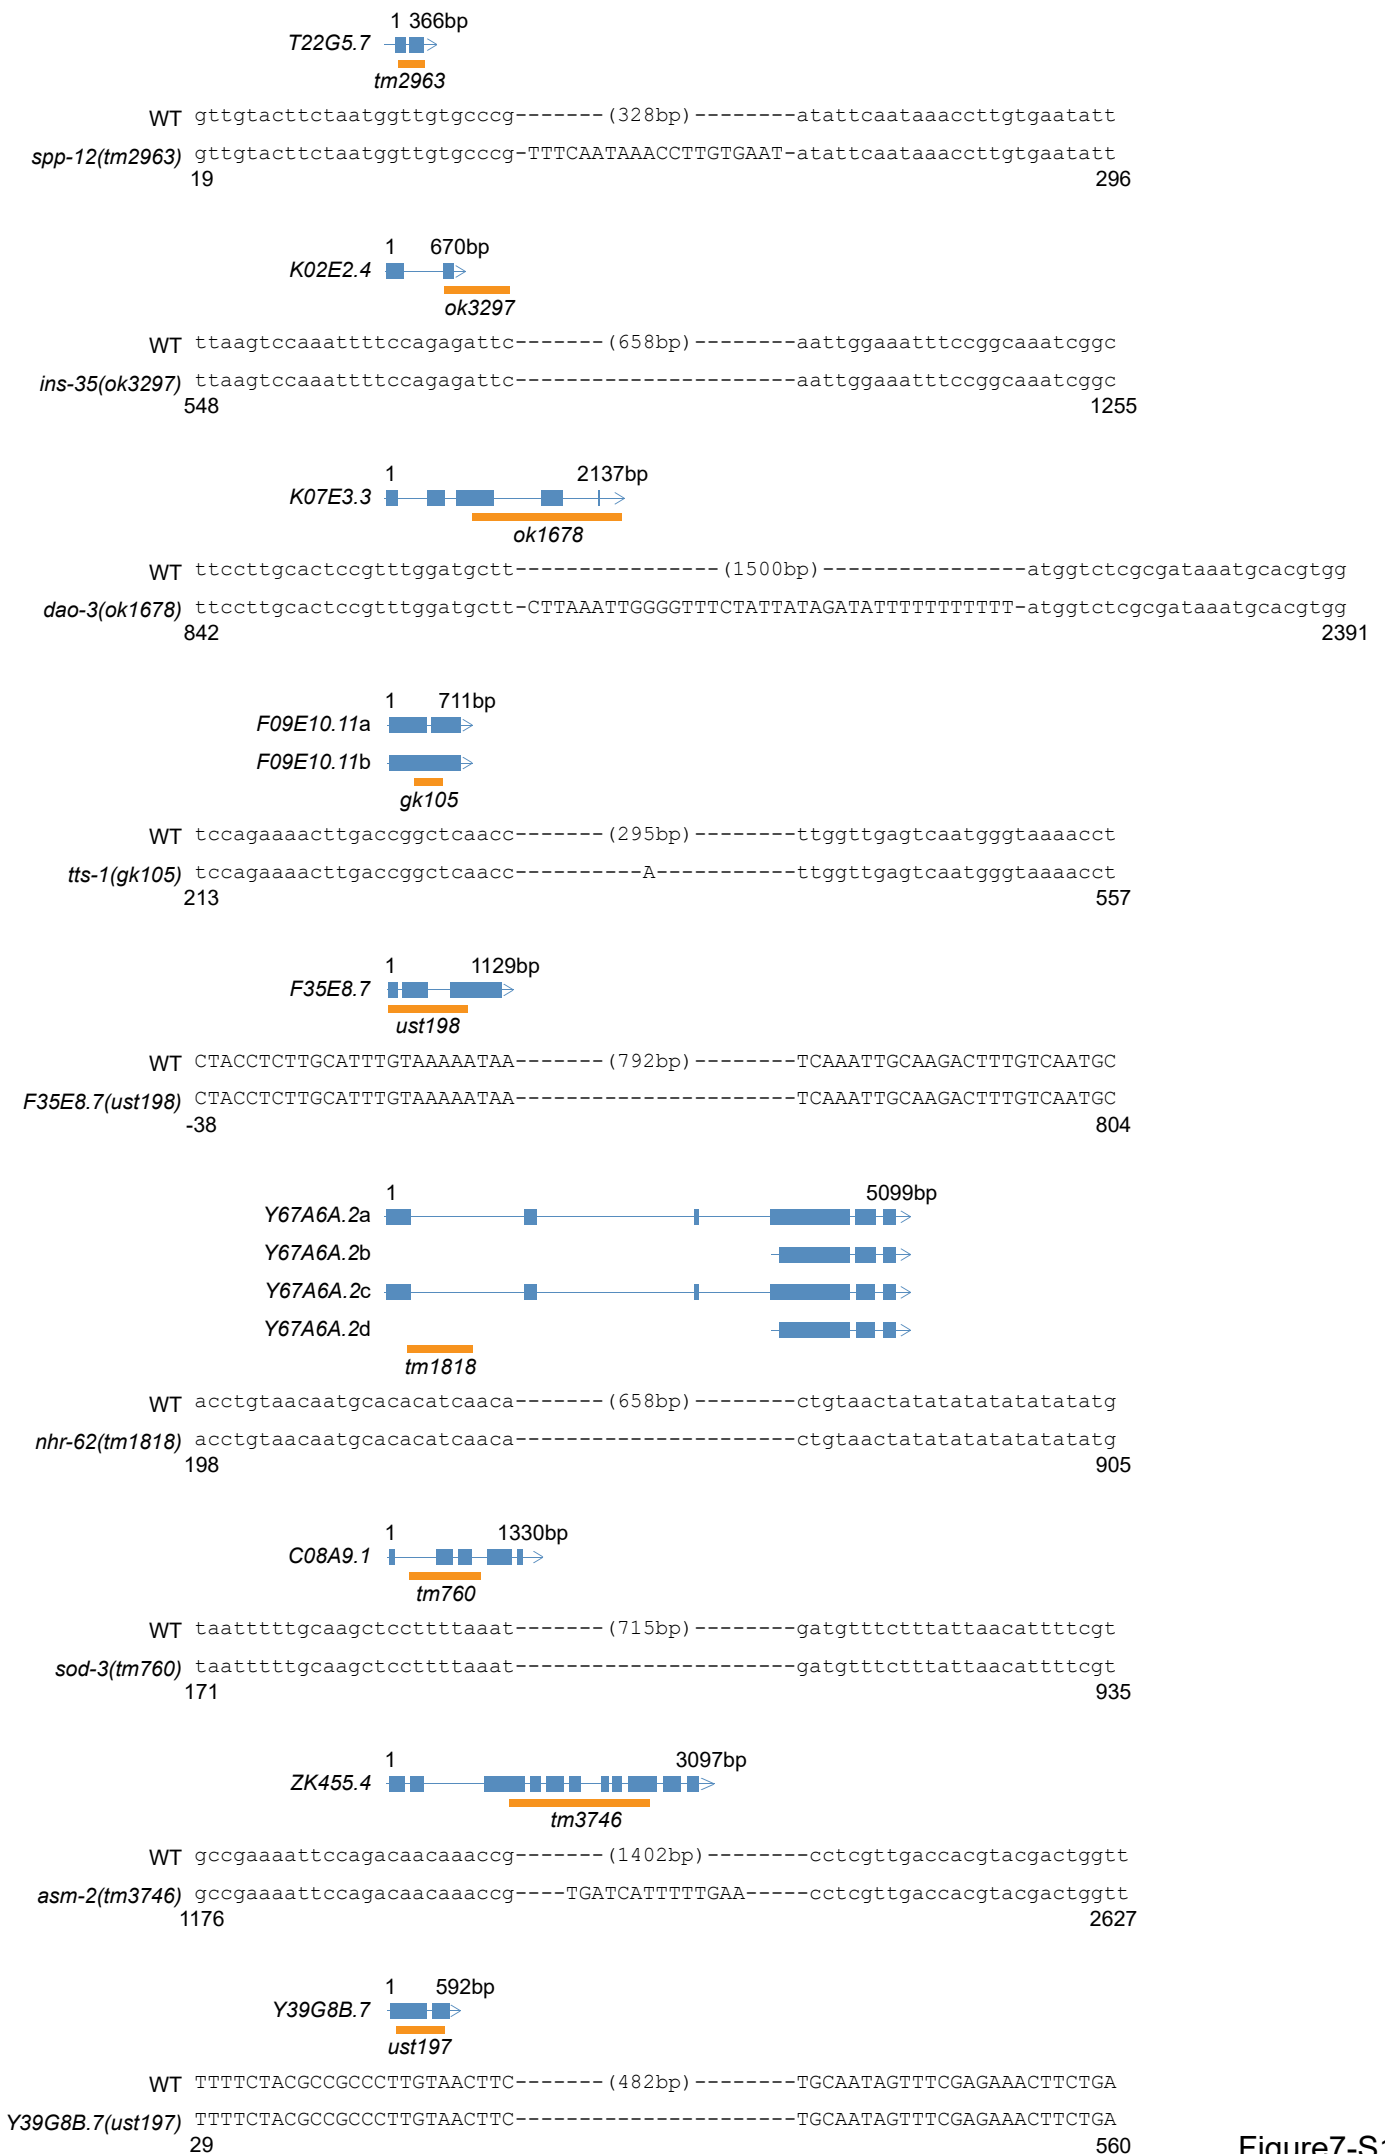 1 366bp
T22G5.7
tm2963
WT gttgtacttctaatggttgtgcccg-------(328bp)--------atattcaataaaccttgtgaatatt
spp-12(tm2963) gttgtacttctaatggttgtgcccg-TTTCAATAAACCTTGTGAAT-atattcaataaaccttgtgaatatt
19 296
1 670bp
K02E2.4
ok3297
WT ttaagtccaaattttccagagattc-------(658bp)--------aattggaaatttccggcaaatcggc
ins-35(ok3297) ttaagtccaaattttccagagattc----------------------aattggaaatttccggcaaatcggc
548 1255
1 2137bp
K07E3.3
ok1678
WT ttccttgcactccgtttggatgctt----------------(1500bp)----------------atggtctcgcgataaatgcacgtgg
dao-3(ok1678) ttccttgcactccgtttggatgctt-CTTAAATTGGGGTTTCTATTATAGATATTTTTTTTTTT-atggtctcgcgataaatgcacgtgg
842 2391
1 711bp
F09E10.11a
F09E10.11b
gk105
WT tccagaaaacttgaccggctcaacc-------(295bp)--------ttggttgagtcaatgggtaaaacct
tts-1(gk105) tccagaaaacttgaccggctcaacc----------A-----------ttggttgagtcaatgggtaaaacct
213 557
1 1129bp
F35E8.7
ust198
WT CTACCTCTTGCATTTGTAAAAATAA-------(792bp)--------TCAAATTGCAAGACTTTGTCAATGC
F35E8.7(ust198) CTACCTCTTGCATTTGTAAAAATAA----------------------TCAAATTGCAAGACTTTGTCAATGC
-38 804
1 5099bp
Y67A6A.2a
Y67A6A.2b
Y67A6A.2c
Y67A6A.2d
tm1818
WT acctgtaacaatgcacacatcaaca-------(658bp)--------ctgtaactatatatatatatatatg
nhr-62(tm1818) acctgtaacaatgcacacatcaaca----------------------ctgtaactatatatatatatatatg
198 905
1 1330bp
C08A9.1
tm760
WT taatttttgcaagctccttttaaat-------(715bp)--------gatgtttctttattaacattttcgt
sod-3(tm760) taatttttgcaagctccttttaaat----------------------gatgtttctttattaacattttcgt
171 935
1 3097bp
ZK455.4
tm3746
WT gccgaaaattccagacaacaaaccg-------(1402bp)--------cctcgttgaccacgtacgactggtt
asm-2(tm3746) gccgaaaattccagacaacaaaccg----TGATCATTTTTGAA-----cctcgttgaccacgtacgactggtt
1176 2627
1 592bp
Y39G8B.7
ust197
WT TTTTCTACGCCGCCCTTGTAACTTC-------(482bp)--------TGCAATAGTTTCGAGAAACTTCTGA
Y39G8B.7(ust197) TTTTCTACGCCGCCCTTGTAACTTC----------------------TGCAATAGTTTCGAGAAACTTCTGA
29 560
Figure7-S1